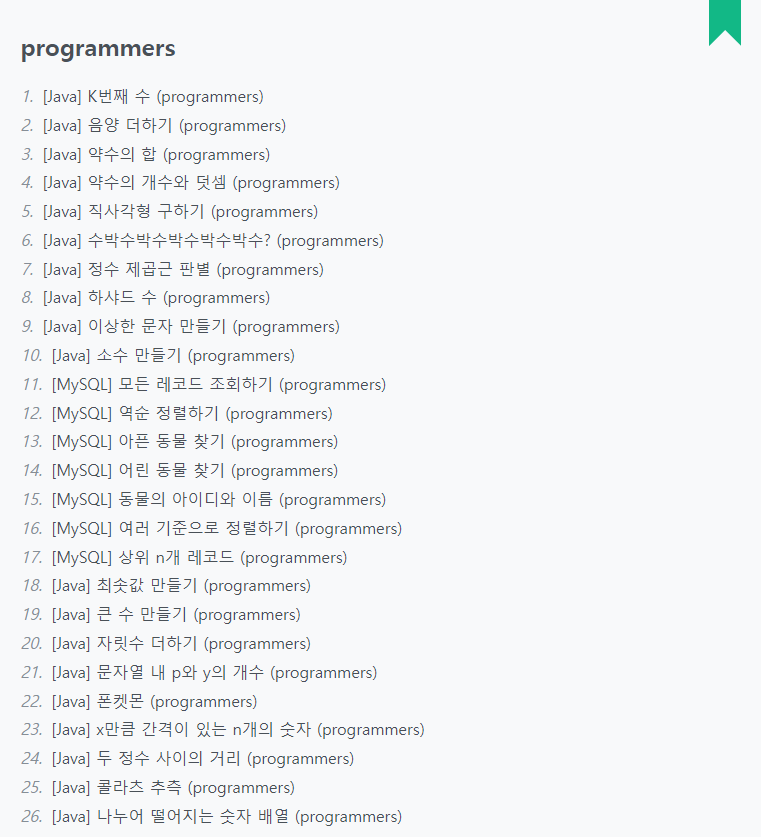 programmers
1. [Java] K번째 수 (programmers)
2. [Java] 음양 더하기 (programmers)
3. [Java] 약수의 합 (programmers)
4. [Java] 약수의 개수와 덧셈 (programmers)
5. [Java] 직사각형 구하기 (programmers)
6. [Java] 수박수박수박수박수박수? (programmers)
7. [Java] 정수 제곱근 판별 (programmers)
8. [Java] 하샤드 수 (programmers)
9. [Java] 이상한 문자 만들기 (programmers)
10. [Java] 소수 만들기 (programmers)
11. [MySQL] 모든 레코드 조회하기 (programmers)
12. [MySQL] 역순 정렬하기 (programmers)
13. [MySQL] 아픈 동물 찾기 (programmers)
14. [MySQL] 어린 동물 찾기 (programmers)
15. [MySQL] 동물의 아이디와 이름 (programmers)
16. [MySQL] 여러 기준으로 정렬하기 (programmers)
17. [MySQL] 상위 n개 레코드 (programmers)
18. [Java] 최솟값 만들기 (programmers)
19. [Java] 큰 수 만들기 (programmers)
20. [Java] 자릿수 더하기 (programmers)
21. [Java] 문자열 내 p와 y의 개수 (programmers)
22. [Java] 폰켓몬 (programmers)
23. [Java] x만큼 간격이 있는 n개의 숫자 (programmers)
24. [Java] 두 정수 사이의 거리 (programmers)
25. [Java] 콜라츠 추측 (programmers)
26. [Java] 나누어 떨어지는 숫자 배열 (programmers)